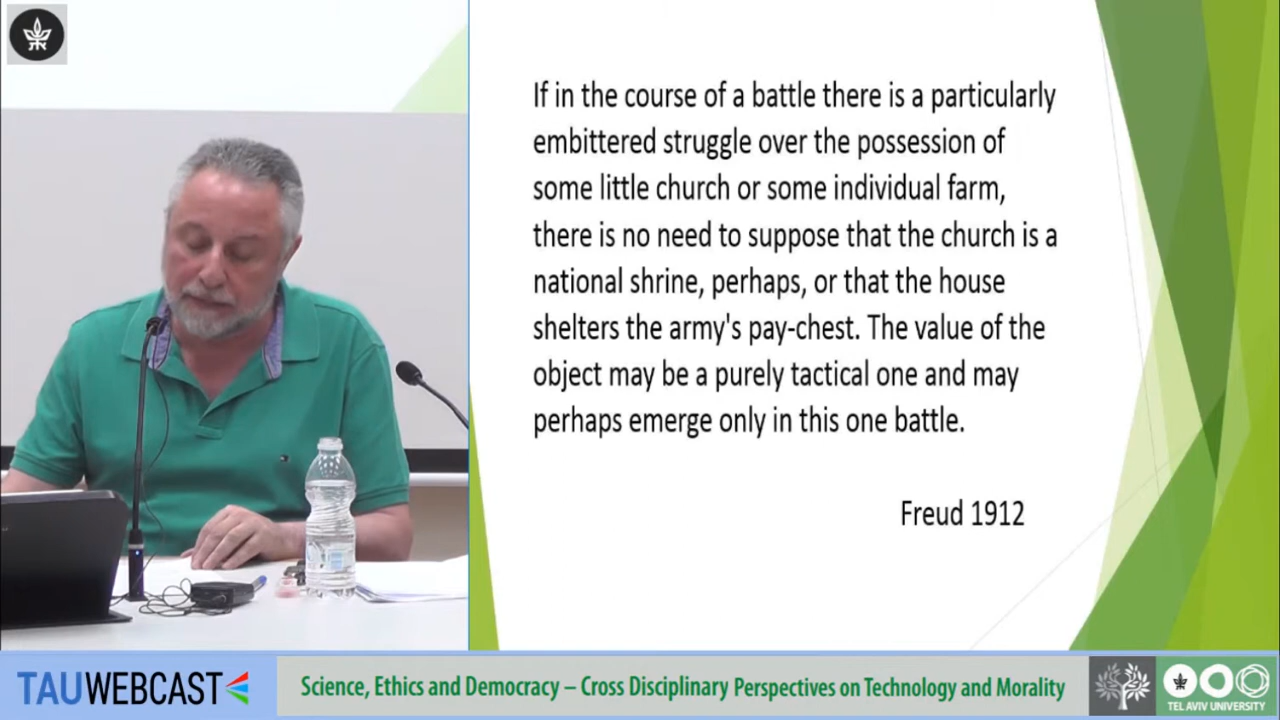 If in the course of a battle there is a particularly
embittered struggle over the possession of
some little church or some individual farm,
there is no need to suppose that the church is a
national shrine, perhaps, or that the house
shelters the army's pay-chest. The value of the
object may be a purely tactical one and may
perhaps emerge only in this one battle.
Freud 1912
TAUWEBCAST
Science, Ethics and Democracy – Cross Disciplinary Perspectives on Technology and Morality
TEL AVIV UNIVERSITY